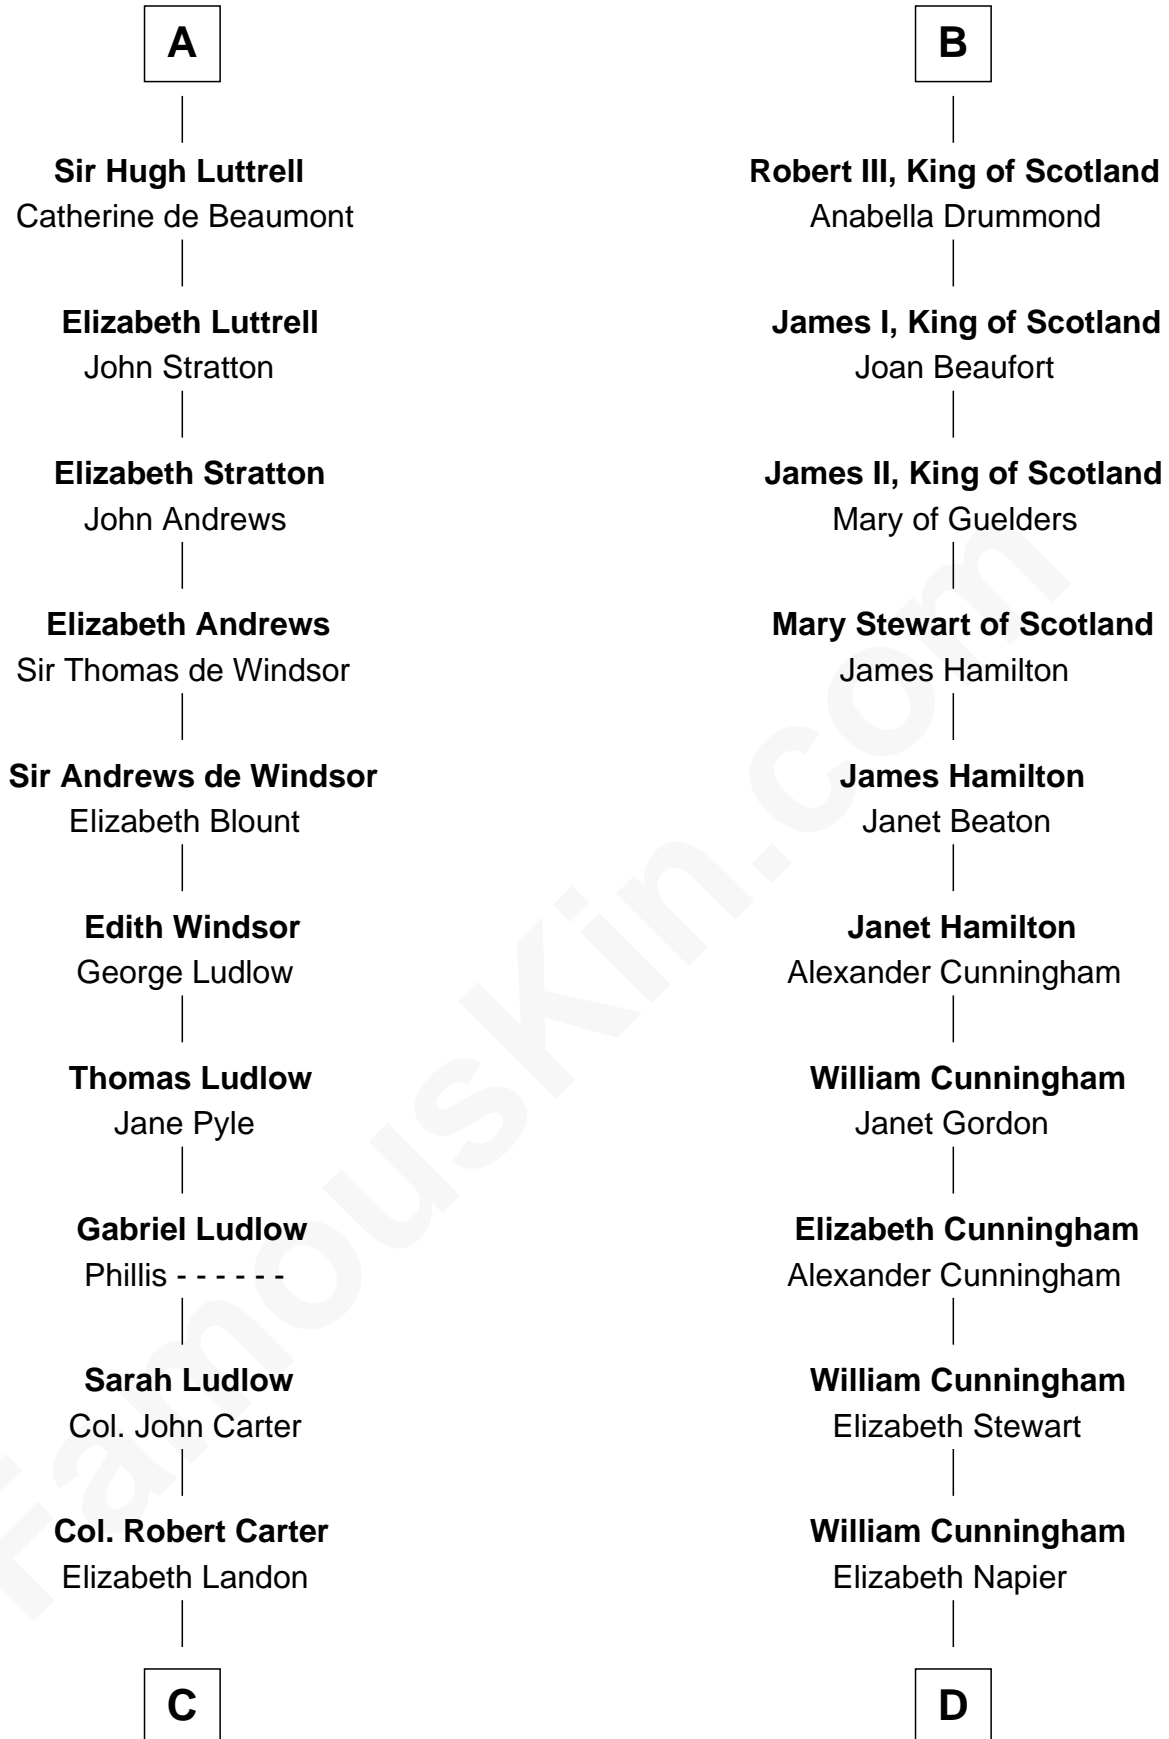 A
Sir Hugh Luttrell
Catherine de Beaumont
Elizabeth Luttrell
John Stratton
Elizabeth Stratton
John Andrews
Elizabeth Andrews
Sir Thomas de Windsor
Sir Andrews de Windsor
Elizabeth Blount
Edith Windsor
George Ludlow
Thomas Ludlow
Jane Pyle
Gabriel Ludlow
Phillis - - - - - -
Sarah Ludlow
Col. John Carter
Col. Robert Carter
Elizabeth Landon
C
B
Robert III, King of Scotland
Anabella Drummond
James I, King of Scotland
Joan Beaufort
James II, King of Scotland
Mary of Guelders
Mary Stewart of Scotland
James Hamilton
James Hamilton
Janet Beaton
Janet Hamilton
Alexander Cunningham
William Cunningham
Janet Gordon
Elizabeth Cunningham
Alexander Cunningham
William Cunningham
Elizabeth Stewart
William Cunningham
Elizabeth Napier
D
FamousKin.com